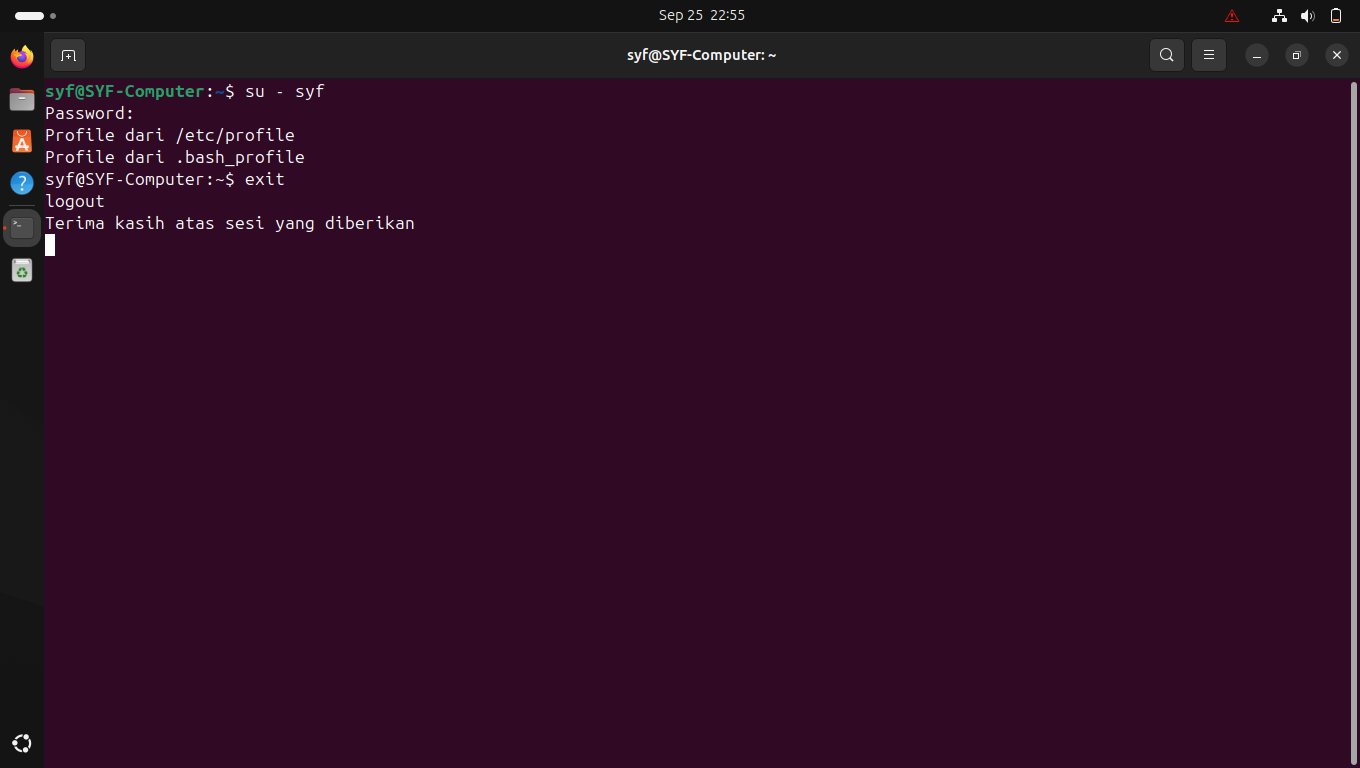 Sep 25 22:55
syf@SYF-Computer: ~
syf@SYF-Computer:~$ su - syf
Password:
Profile dari /etc/profile
Profile dari .bash_profile
syf@SYF-Computer:~$ exit
logout
Terima kasih atas sesi yang diberikan